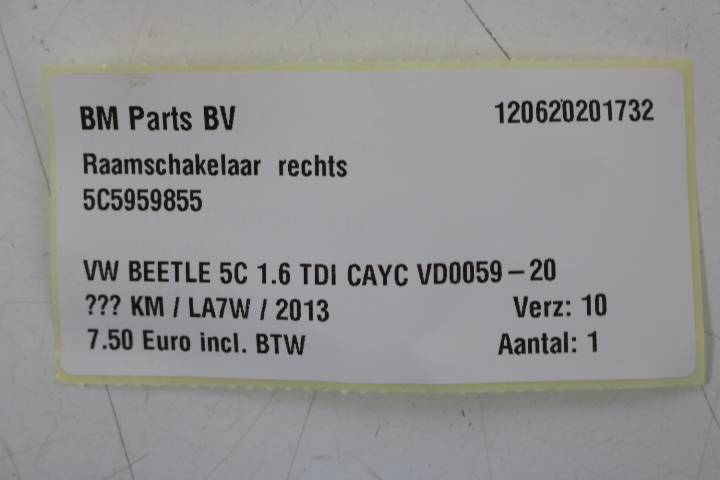 BM Parts BV 120620201732
Raamschakelaar rechts
5C5959855
VW BEETLE 5C 1.6 TDI CAYC VD0059-20
??? KM / LA7W / 2013 Verz: 10
7.50 Euro incl. BTW Aantal: 1